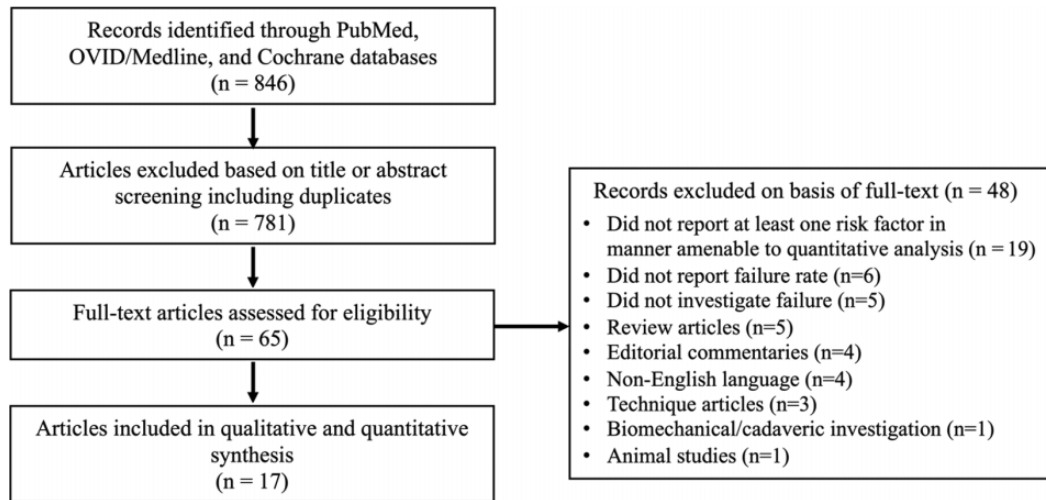 Records identified through PubMed,
OVID/Medline, and Cochrane databases
(n = 846)
Articles excluded based on title or abstract
screening including duplicates
(n = 781)
Full-text articles assessed for eligibility
(n = 65)
Articles included in qualitative and quantitative
synthesis
(n = 17)
Records excluded on basis of full-text (n = 48)
• Did not report at least one risk factor in
manner amenable to quantitative analysis (n = 19)
• Did not report failure rate (n=6)
• Did not investigate failure (n=5)
• Review articles (n=5)
• Editorial commentaries (n=4)
• Non-English language (n=4)
• Technique articles (n=3)
• Biomechanical/cadaveric investigation (n=1)
• Animal studies (n=1)